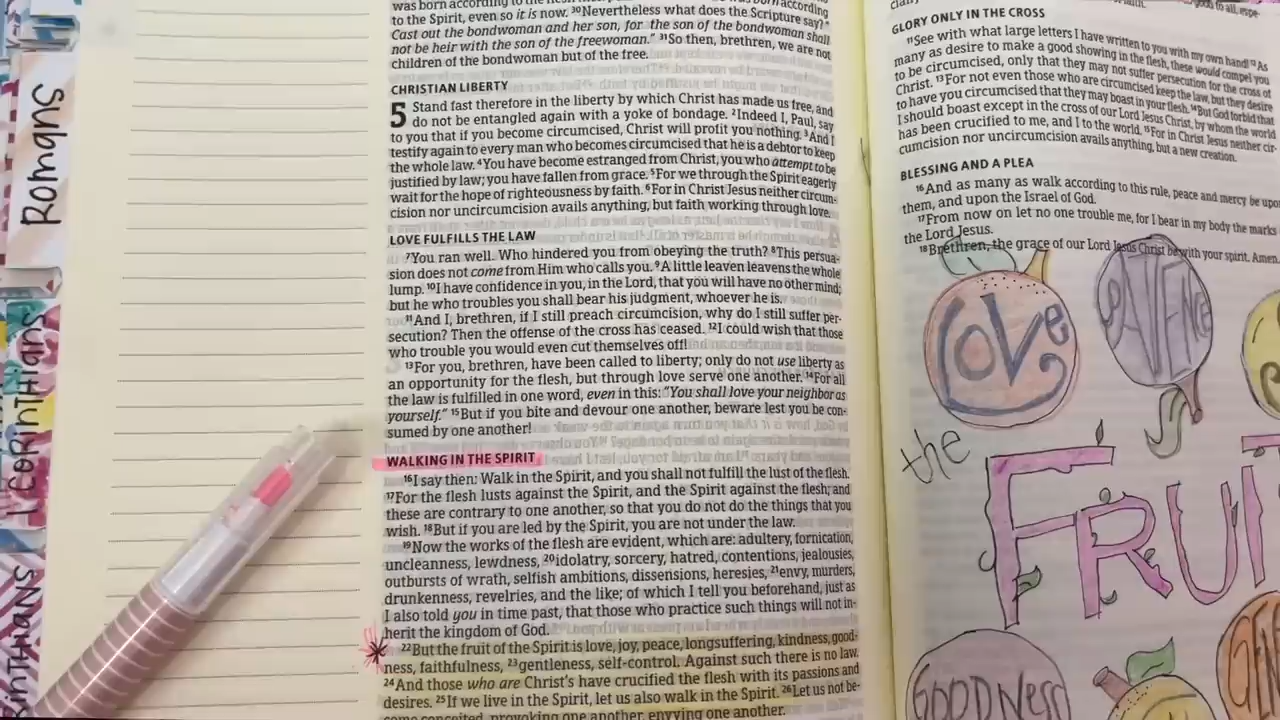 Romans
I Corinthians
rinthians
was born according to the flesh
according
to the Spirit, even so it is now. 30Nevertheless what does the Scripture say? "
Cast out the bondwoman and her son, for the son of the bondwoman shall
not be heir with the son of the freewoman." 31So then, brethren, we are not
children of the bondwoman but of the free.
CHRISTIAN LIBERTY
5 Stand fast therefore in the liberty by which Christ has made us free, and
do not be entangled again with a yoke of bondage. 2Indeed I, Paul, say
to you that if you become circumcised, Christ will profit you nothing. 3And I
testify again to every man who becomes circumcised that he is a debtor to keep
the whole law. 4You have become estranged from Christ, you who attempt to be
justified by law; you have fallen from grace. 5For we through the Spirit eagerly
wait for the hope of righteousness by faith. 6For in Christ Jesus neither circum-
cision nor uncircumcision avails anything, but faith working through love.
LOVE FULFILLS THE LAW
7You ran well. Who hindered you from obeying the truth? 8This persua-
sion does not come from Him who calls you. 9A little leaven leavens the whole
lump. 10I have confidence in you, in the Lord, that you will have no other mind;
but he who troubles you shall bear his judgment, whoever he is.
11And I, brethren, if I still preach circumcision, why do I still suffer per-
secution? Then the offense of the cross has ceased. 12I could wish that those
who trouble you would even cut themselves off!
13For you, brethren, have been called to liberty; only do not use liberty as
an opportunity for the flesh, but through love serve one another. 14For all
the law is fulfilled in one word, even in this: "You shall love your neighbor as
yourself." 15But if you bite and devour one another, beware lest you be con-
sumed by one another!
WALKING IN THE SPIRIT
16I say then: Walk in the Spirit, and you shall not fulfill the lust of the flesh.
17For the flesh lusts against the Spirit, and the Spirit against the flesh; and
these are contrary to one another, so that you do not do the things that you
wish. 18But if you are led by the Spirit, you are not under the law.
19Now the works of the flesh are evident, which are: adultery, fornication,
uncleanness, lewdness, 20idolatry, sorcery, hatred, contentions, jealousies,
outbursts of wrath, selfish ambitions, dissensions, heresies, 21envy, murders,
drunkenness, revelries, and the like; of which I tell you beforehand, just as
I also told you in time past, that those who practice such things will not in-
herit the kingdom of God.
22But the fruit of the Spirit is love, joy, peace, longsuffering, kindness, good-
ness, faithfulness, 23gentleness, self-control. Against such there is no law.
24And those who are Christ's have crucified the flesh with its passions and
desires. 25If we live in the Spirit, let us also walk in the Spirit. 26Let us not be-
come conceited, provoking one another, envying one another.
good to all, espe-
faith.
GLORY ONLY IN THE CROSS
11See with what large letters I have written to you with my own hand! 12As
many as desire to make a good showing in the flesh, these would compel you
to be circumcised, only that they may not suffer persecution for the cross of
Christ. 13For not even those who are circumcised keep the law, but they desire
to have you circumcised that they may boast in your flesh. 14But God forbid that
I should boast except in the cross of our Lord Jesus Christ, by whom the world
has been crucified to me, and I to the world. 15For in Christ Jesus neither cir-
cumcision nor uncircumcision avails anything, but a new creation.
BLESSING AND A PLEA
16And as many as walk according to this rule, peace and mercy be upon
them, and upon the Israel of God.
17From now on let no one trouble me, for I bear in my body the marks
the Lord Jesus.
18Brethren, the grace of our Lord Jesus Christ be with your spirit. Amen.
Love
PATIENCE
the
FRUIT
GOODNESS